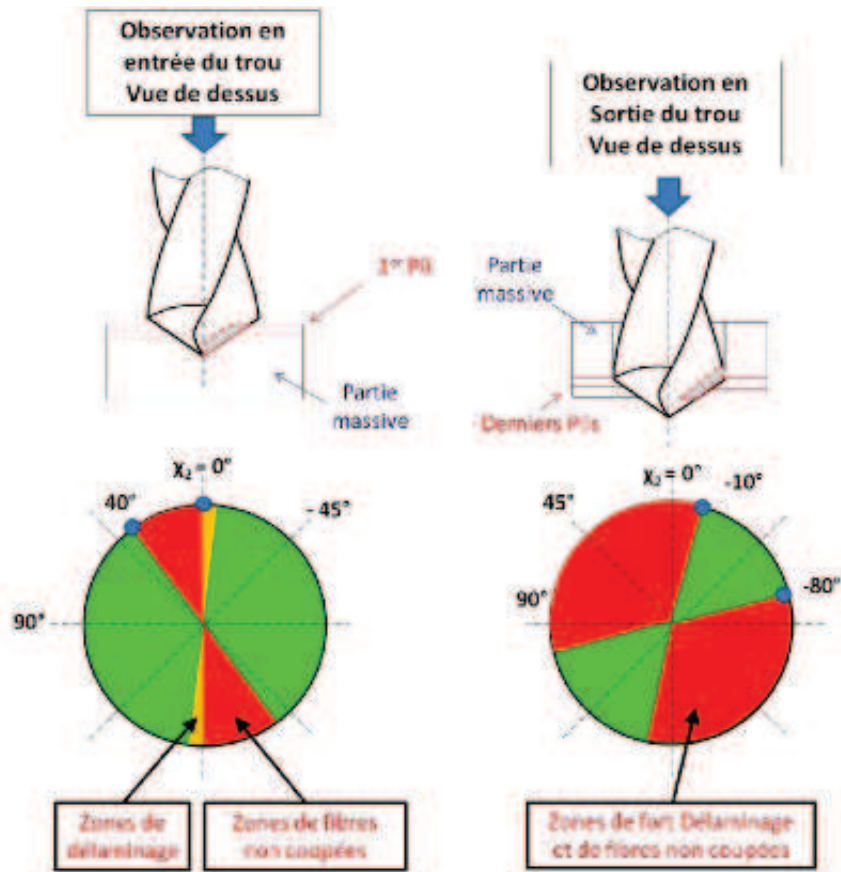 Observation en
entrée du trou
Vue de dessus
Observation en
Sortie du trou
Vue de dessus
1er Pli
Partie
massive
Partie
massive
Derniers Plis
χ₂ = 0°
40°
- 45°
90°
χ₂ = 0°
-10°
45°
-80°
90°
Zones de
délaminage
Zones de fibres
non coupées
Zones de fort Délaminage
et de fibres non coupées